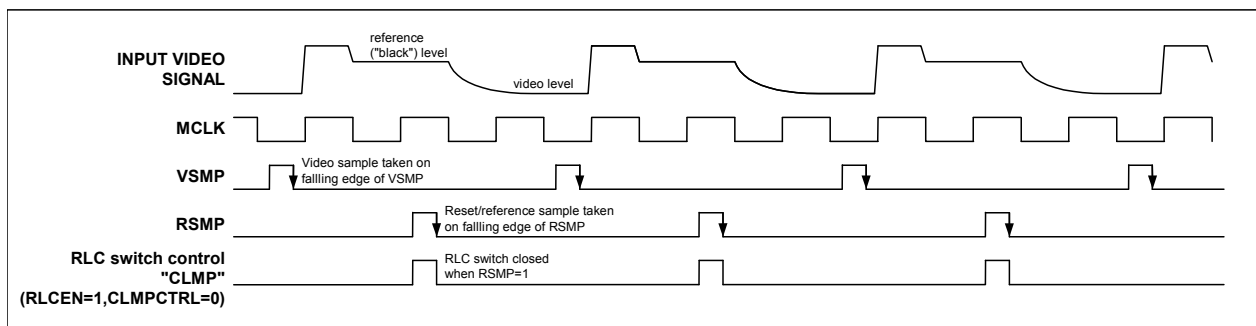 reference
("black") level
INPUT VIDEO
SIGNAL
video level
MCLK
VSMP
Video sample taken on
fallling edge of VSMP
RSMP
Reset/reference sample taken
on fallling edge of RSMP
RLC switch control
"CLMP"
(RLCEN=1,CLMPCTRL=0)
RLC switch closed
when RSMP=1